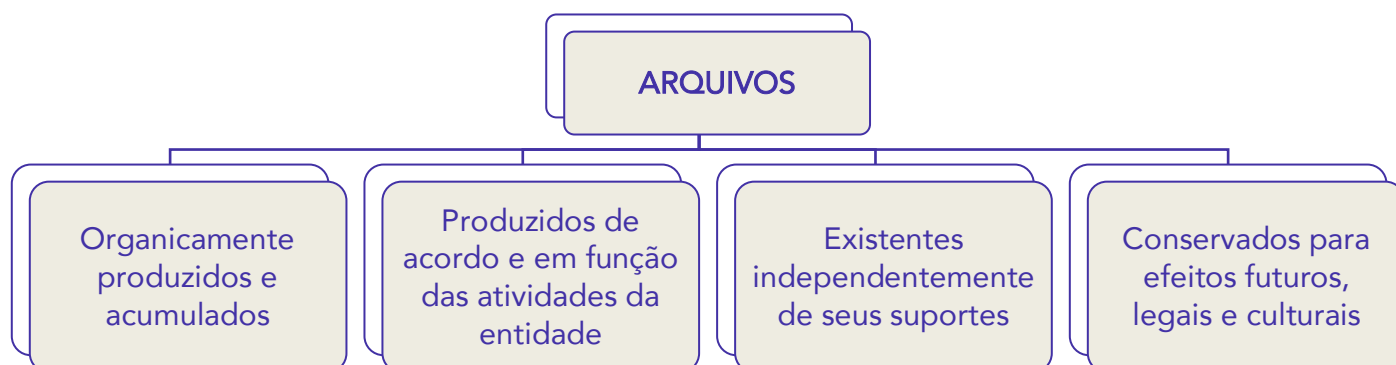 ARQUIVOS
Organicamente
produzidos e
acumulados
Produzidos de
acordo e em função
das atividades da
entidade
Existentes
independentemente
de seus suportes
Conservados para
efeitos futuros,
legais e culturais